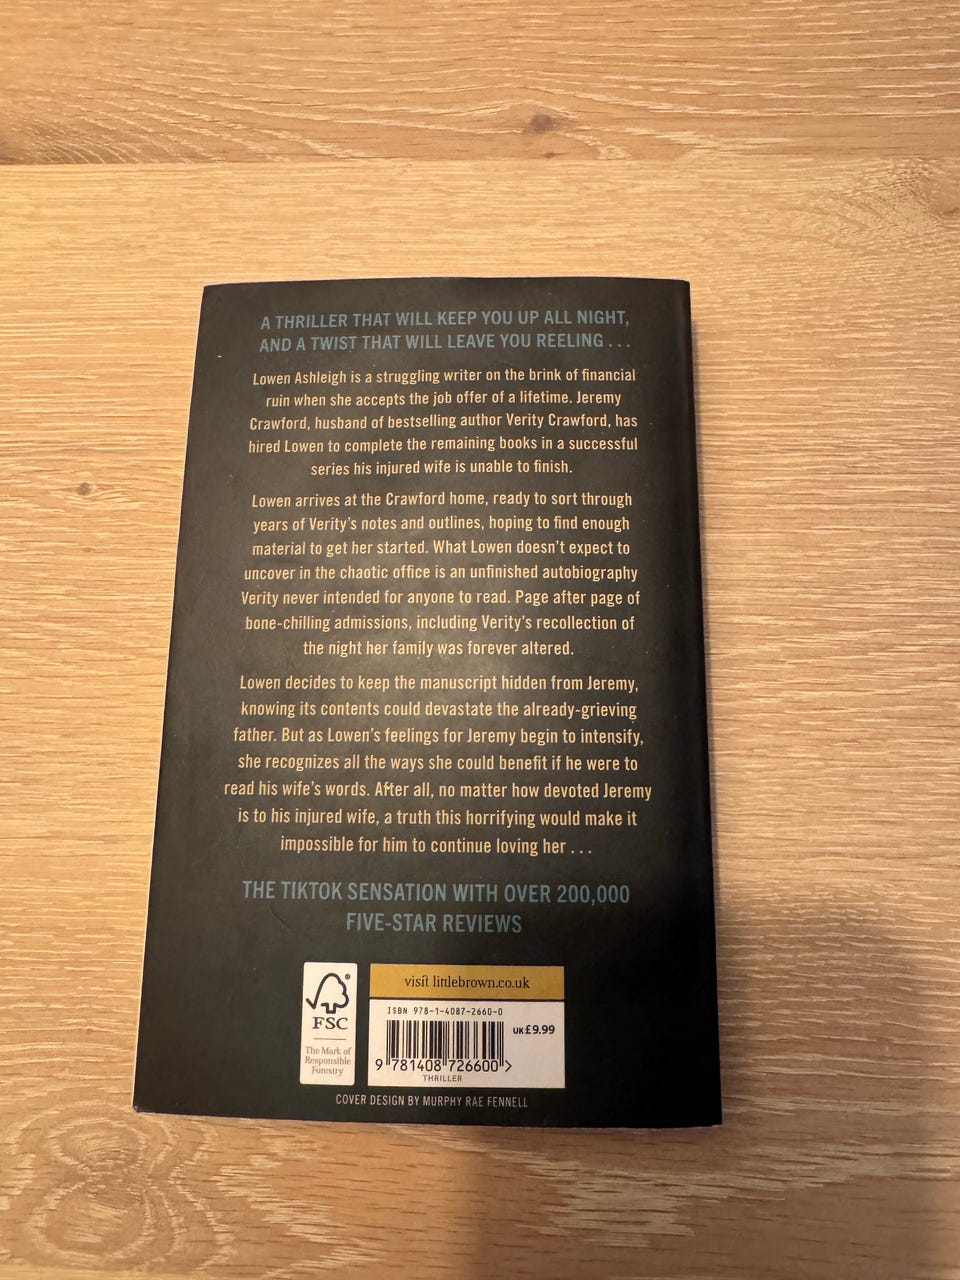 A THRILLER THAT WILL KEEP YOU UP ALL NIGHT,
AND A TWIST THAT WILL LEAVE YOU REELING . . .
Lowen Ashleigh is a struggling writer on the brink of financial
ruin when she accepts the job offer of a lifetime. Jeremy
Crawford, husband of bestselling author Verity Crawford, has
hired Lowen to complete the remaining books in a successful
series his injured wife is unable to finish.
Lowen arrives at the Crawford home, ready to sort through
years of Verity's notes and outlines, hoping to find enough
material to get her started. What Lowen doesn't expect to
uncover in the chaotic office is an unfinished autobiography
Verity never intended for anyone to read. Page after page of
bone-chilling admissions, including Verity's recollection of
the night her family was forever altered.
Lowen decides to keep the manuscript hidden from Jeremy,
knowing its contents could devastate the already-grieving
father. But as Lowen's feelings for Jeremy begin to intensify,
she recognizes all the ways she could benefit if he were to
read his wife's words. After all, no matter how devoted Jeremy
is to his injured wife, a truth this horrifying would make it
impossible for him to continue loving her . . .
THE TIKTOK SENSATION WITH OVER 200,000
FIVE-STAR REVIEWS
FSC
The Mark of
Responsible
Forestry
visit littlebrown.co.uk
ISBN 978-1-4087-2660-0
UK£9.99
9 781408 726600 >
THRILLER
COVER DESIGN BY MURPHY RAE FENNELL